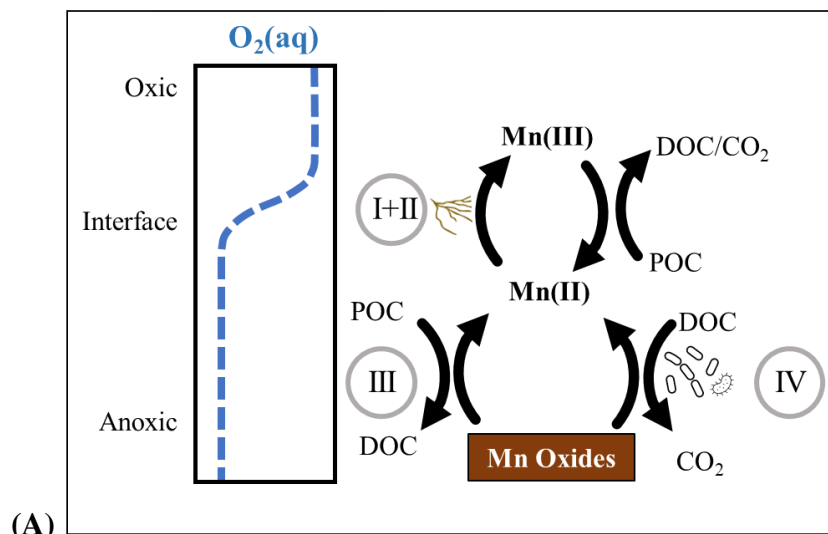 O₂(aq)
Oxic
Interface
Anoxic
Mn(III)
DOC/CO₂
I+II
POC
Mn(II)
POC
DOC
III
IV
DOC
Mn Oxides
CO₂
(A)